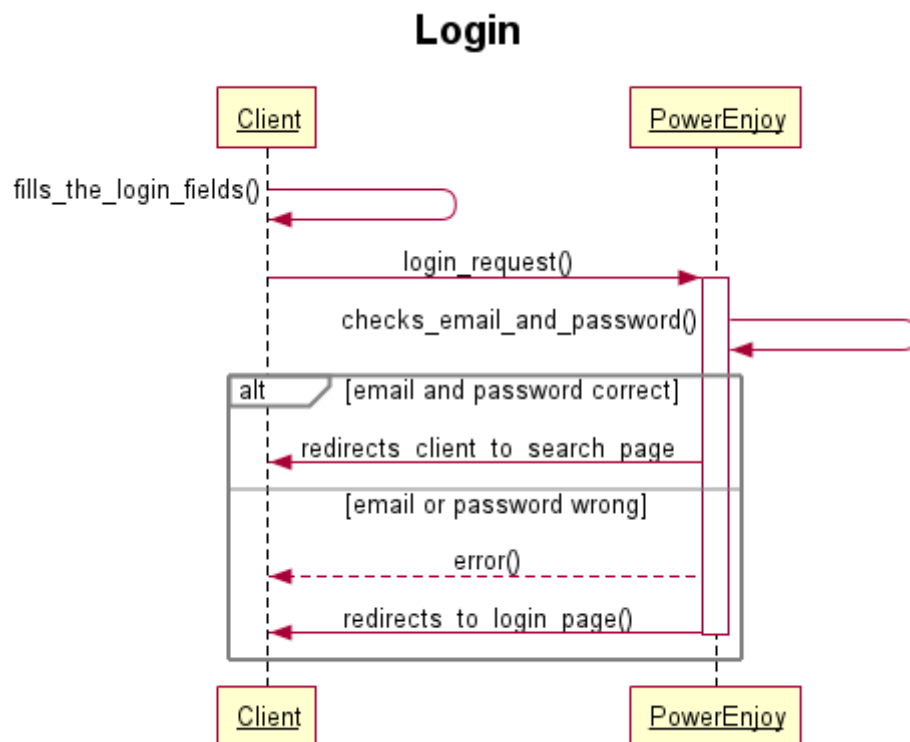 Login
Client
PowerEnjoy
fills_the_login_fields()
login_request()
checks_email_and_password()
alt
[email and password correct]
redirects_client_to_search_page
[email or password wrong]
error()
redirects_to_login_page()
Client
PowerEnjoy